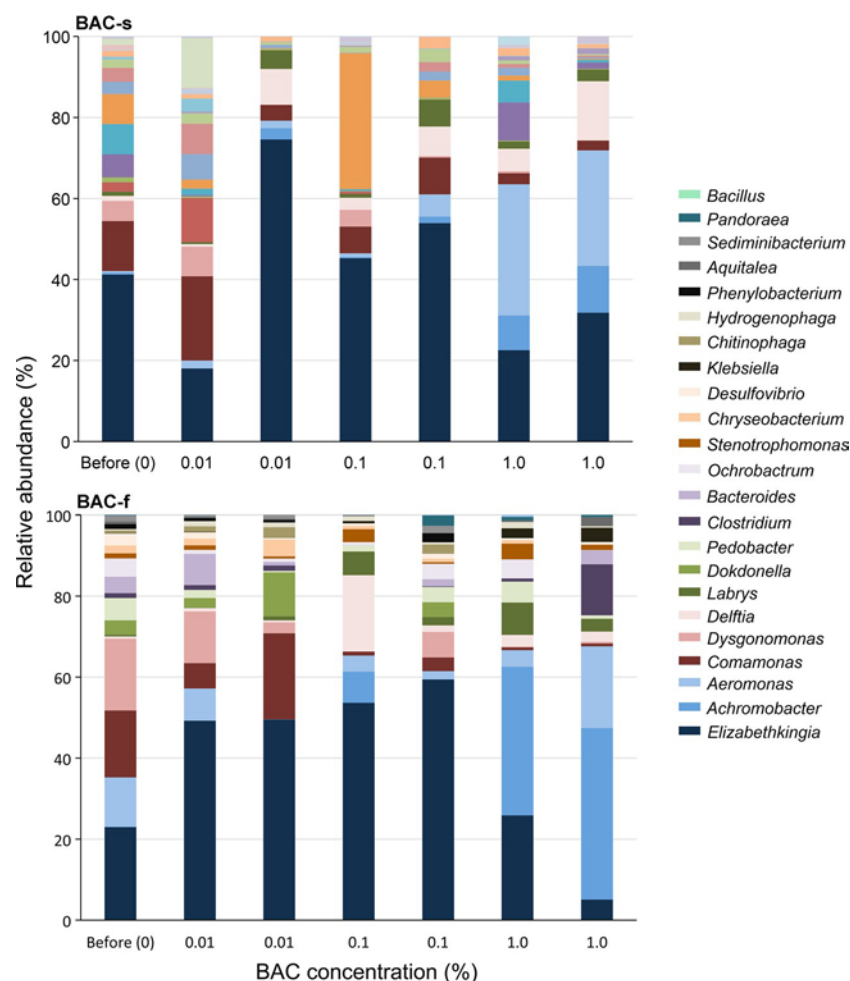 BAC-s
100
80
60
40
20
0
Before (0) 0.01 0.01 0.1 0.1 1.0 1.0
Relative abundance (%)
BAC-f
100
80
60
40
20
0
Before (0) 0.01 0.01 0.1 0.1 1.0 1.0
BAC concentration (%)
Bacillus
Pandoraea
Sediminibacterium
Aquitalea
Phenylobacterium
Hydrogenophaga
Chitinophaga
Klebsiella
Desulfovibrio
Chryseobacterium
Stenotrophomonas
Ochrobactrum
Bacteroides
Clostridium
Pedobacter
Dokdonella
Labrys
Delftia
Dysgonomonas
Comamonas
Aeromonas
Achromobacter
Elizabethkingia